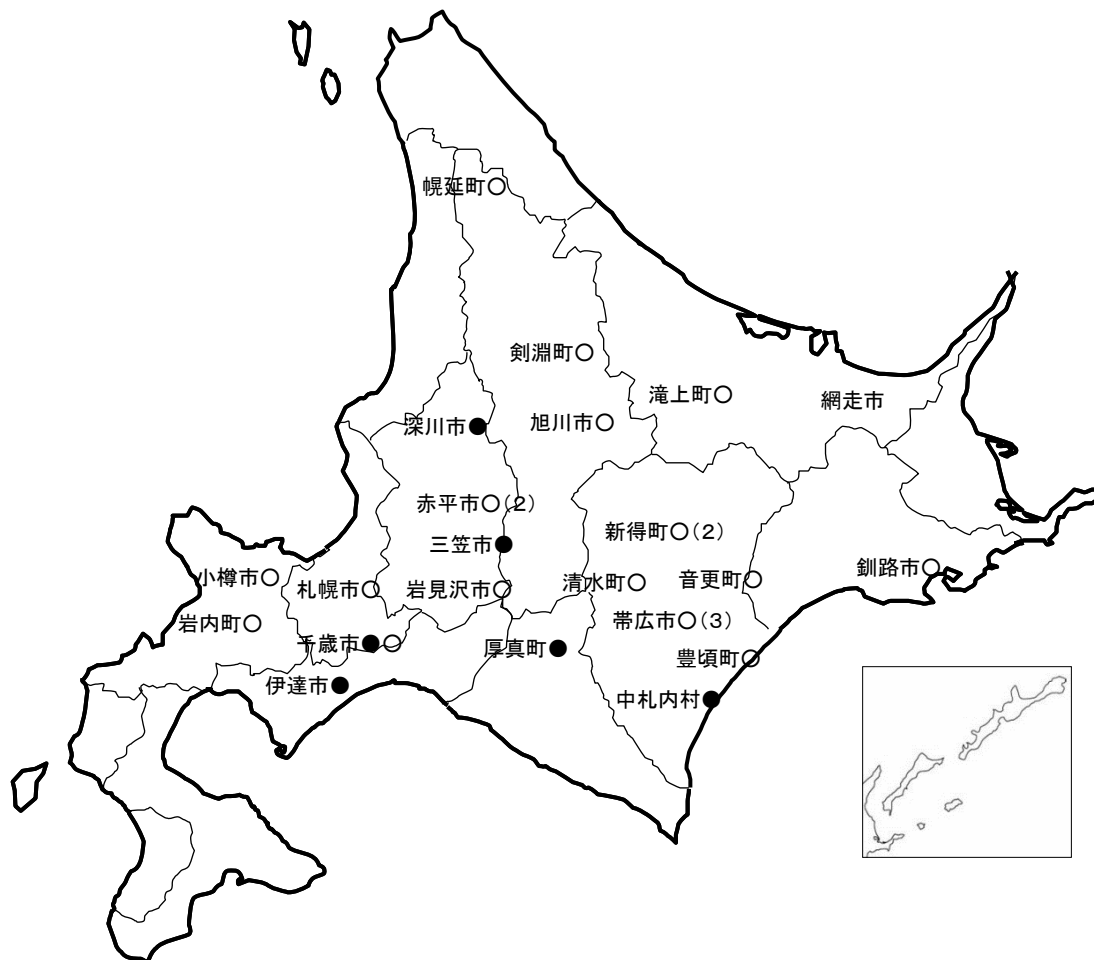 幌延町○
剣淵町○
滝上町○
網走市
深川市●
旭川市○
赤平市○(2)
新得町○(2)
三笠市●
釧路市○
小樽市○
札幌市○
岩見沢市○
清水町○
音更町○
岩内町○
帯広市○(3)
千歳市●○
厚真町●
豊頃町○
伊達市●
中札内村●